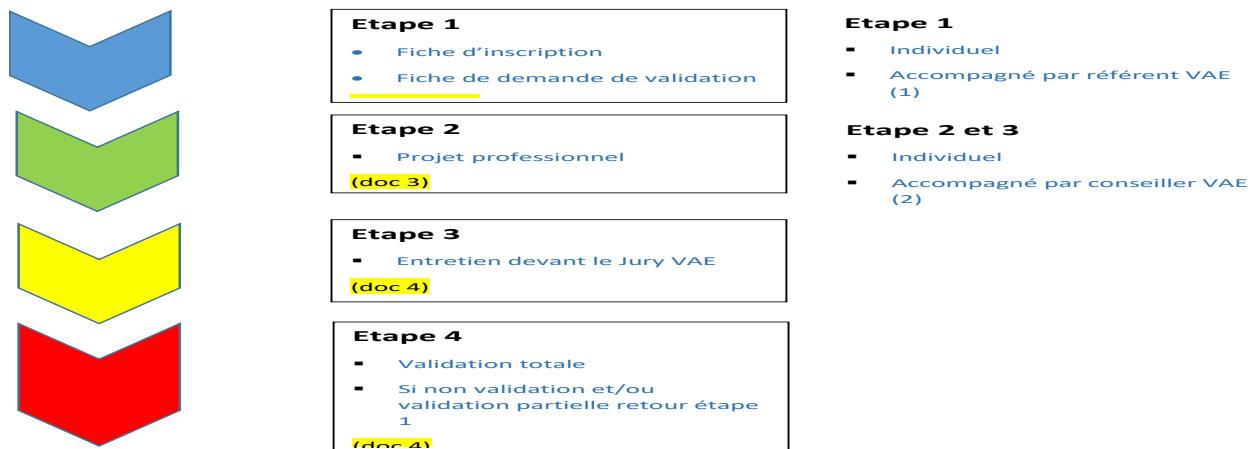 Etape 1
• Fiche d'inscription
• Fiche de demande de validation
Etape 2
▪ Projet professionnel
(doc 3)
Etape 3
▪ Entretien devant le Jury VAE
(doc 4)
Etape 4
▪ Validation totale
▪ Si non validation et/ou
validation partielle retour étape
1
(doc 4)
Etape 1
▪ Individuel
▪ Accompagné par référent VAE
(1)
Etape 2 et 3
▪ Individuel
▪ Accompagné par conseiller VAE
(2)